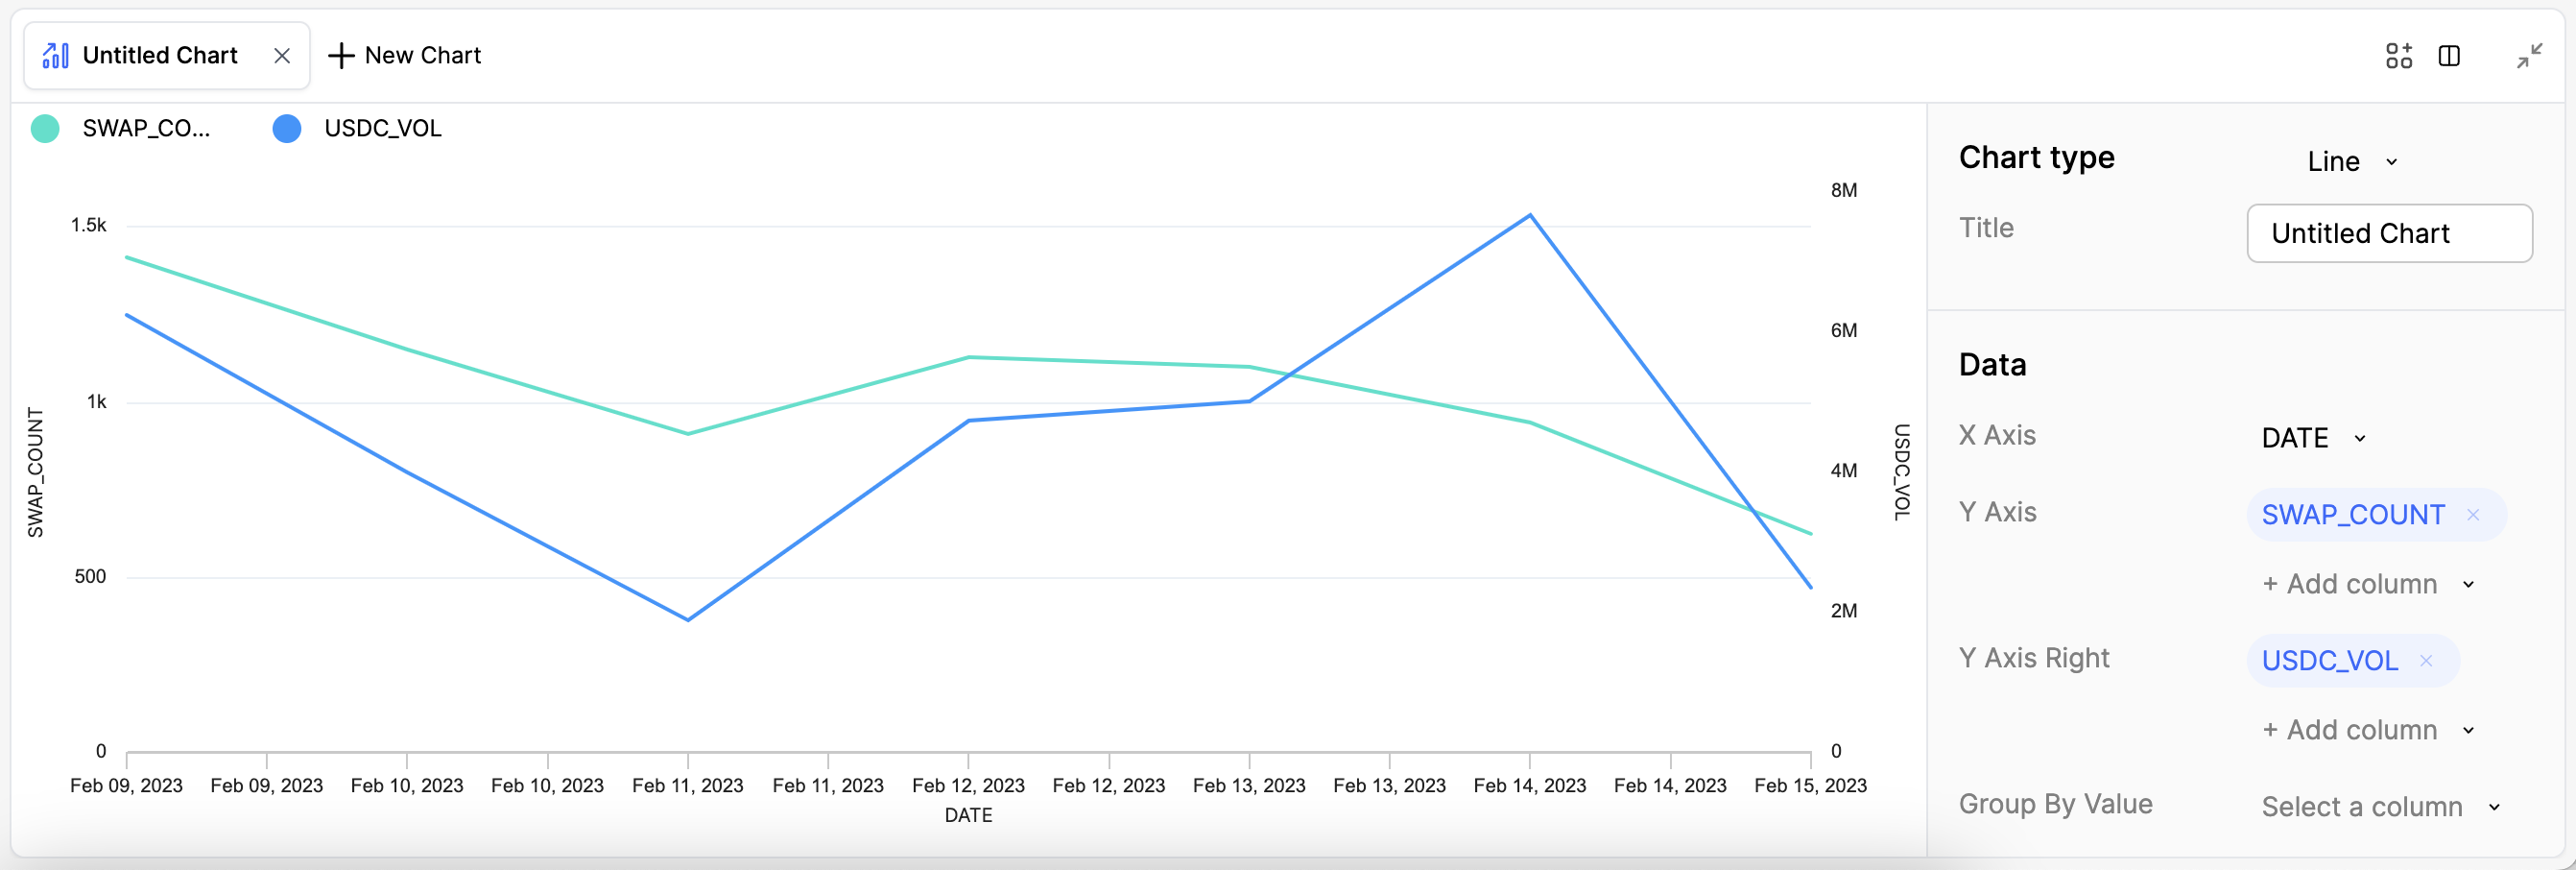 Untitled Chart
New Chart
SWAP_CO...
USDC_VOL
1.5k
1k
500
0
SWAP_COUNT
8M
6M
4M
2M
0
USDC_VOL
Feb 09, 2023
Feb 09, 2023
Feb 10, 2023
Feb 10, 2023
Feb 11, 2023
Feb 11, 2023
Feb 12, 2023
Feb 12, 2023
Feb 13, 2023
Feb 13, 2023
Feb 14, 2023
Feb 14, 2023
Feb 15, 2023
DATE
Chart type
Line
Title
Untitled Chart
Data
X Axis
DATE
Y Axis
SWAP_COUNT
+ Add column
Y Axis Right
USDC_VOL
+ Add column
Group By Value
Select a column